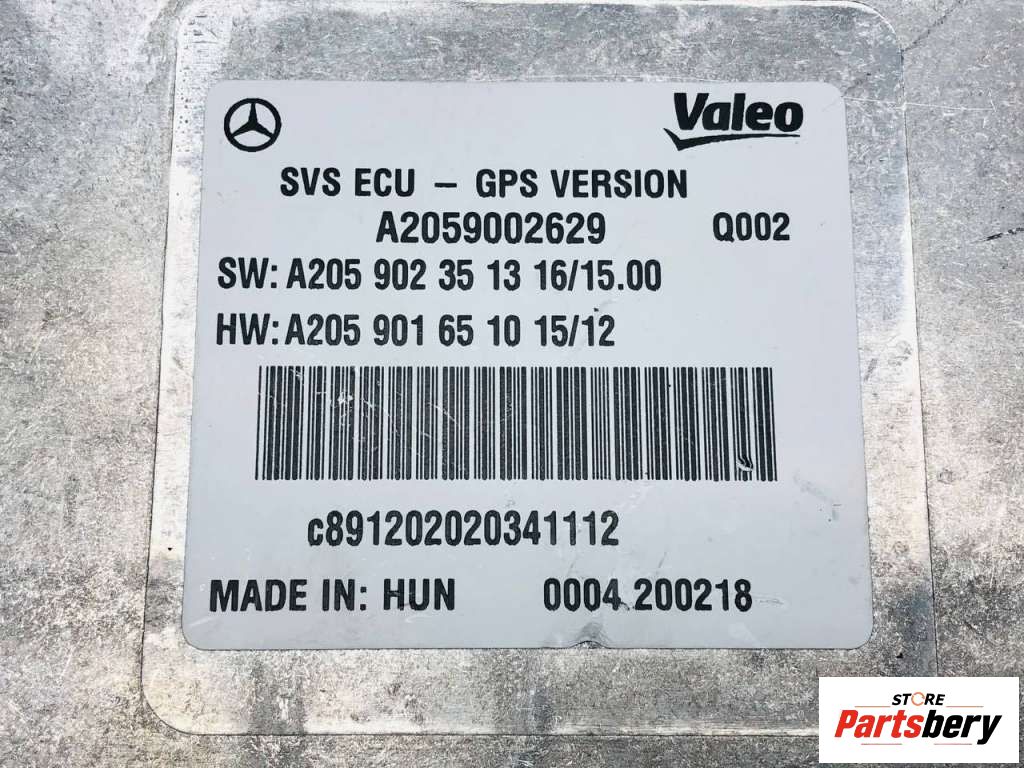 Valeo
SVS ECU - GPS VERSION
A2059002629 Q002
SW: A205 902 35 13 16/15.00
HW: A205 901 65 10 15/12
c891202020341112
MADE IN: HUN 0004 200218
STORE
Partsbery